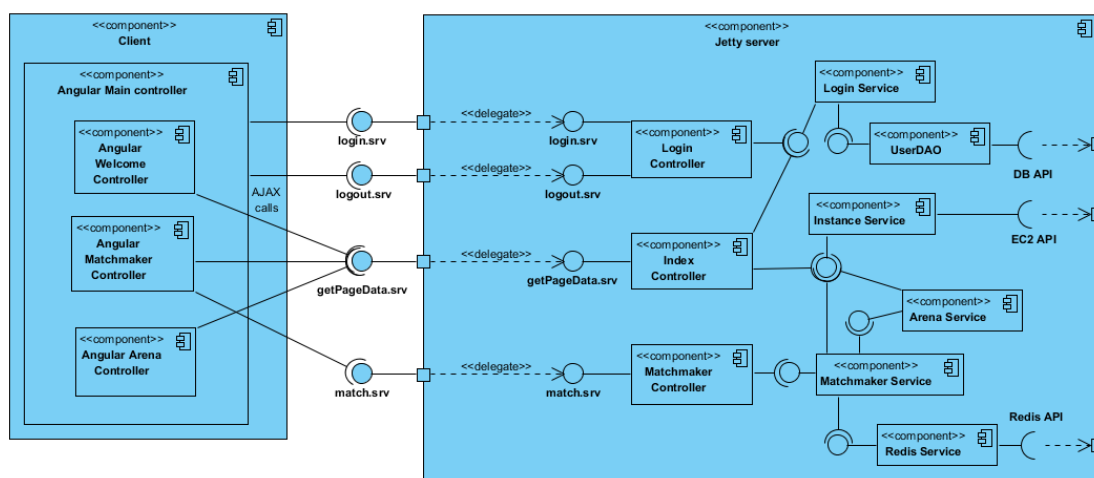 <<component>>
Client
<<component>>
Angular Main controller
<<component>>
Angular
Welcome
Controller
<<component>>
Angular
Matchmaker
Controller
<<component>>
Angular Arena
Controller
AJAX
calls
login.srv
logout.srv
getPageData.srv
match.srv
<<component>>
Jetty server
<<delegate>>
<<delegate>>
<<delegate>>
<<delegate>>
login.srv
logout.srv
getPageData.srv
match.srv
<<component>>
Login
Controller
<<component>>
Index
Controller
<<component>>
Matchmaker
Controller
<<component>>
Login Service
<<component>>
UserDAO
<<component>>
Instance Service
<<component>>
Arena Service
<<component>>
Matchmaker Service
<<component>>
Redis Service
DB API
EC2 API
Redis API